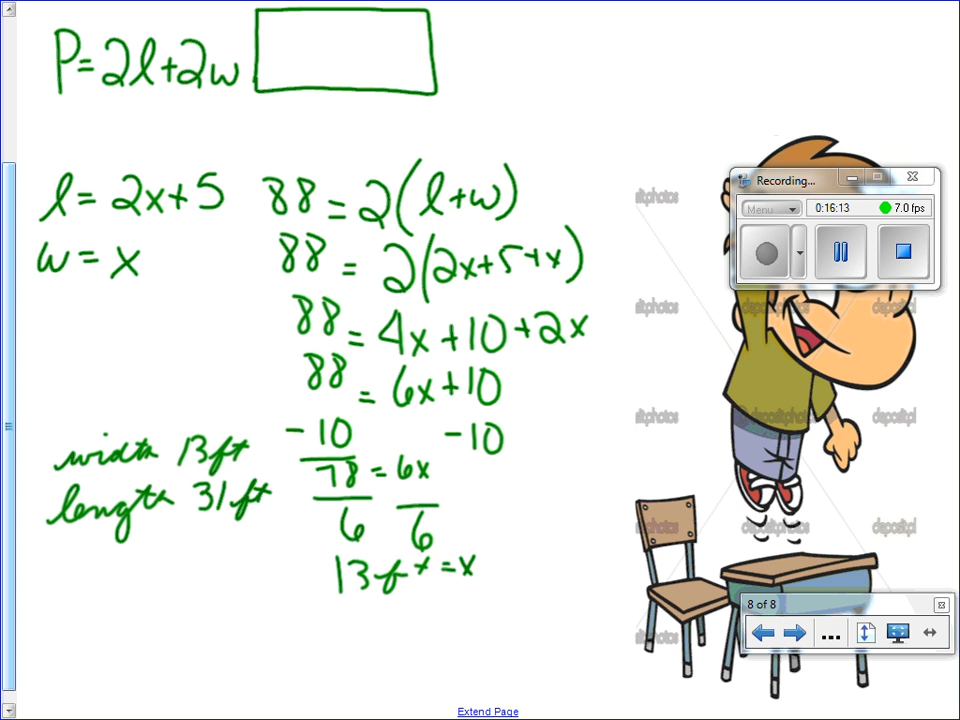 P=2l+2w
l=2x+5
w=x
88=2(l+w)
88=2(2x+5+x)
88=4x+10+2x
88=6x+10
-10 -10
78=6x
6 6
13ft=x
width 13ft
length 31ft
Recording...
Menu
0:16:13
7.0 fps
8 of 8
...
Extend Page
depositphotos